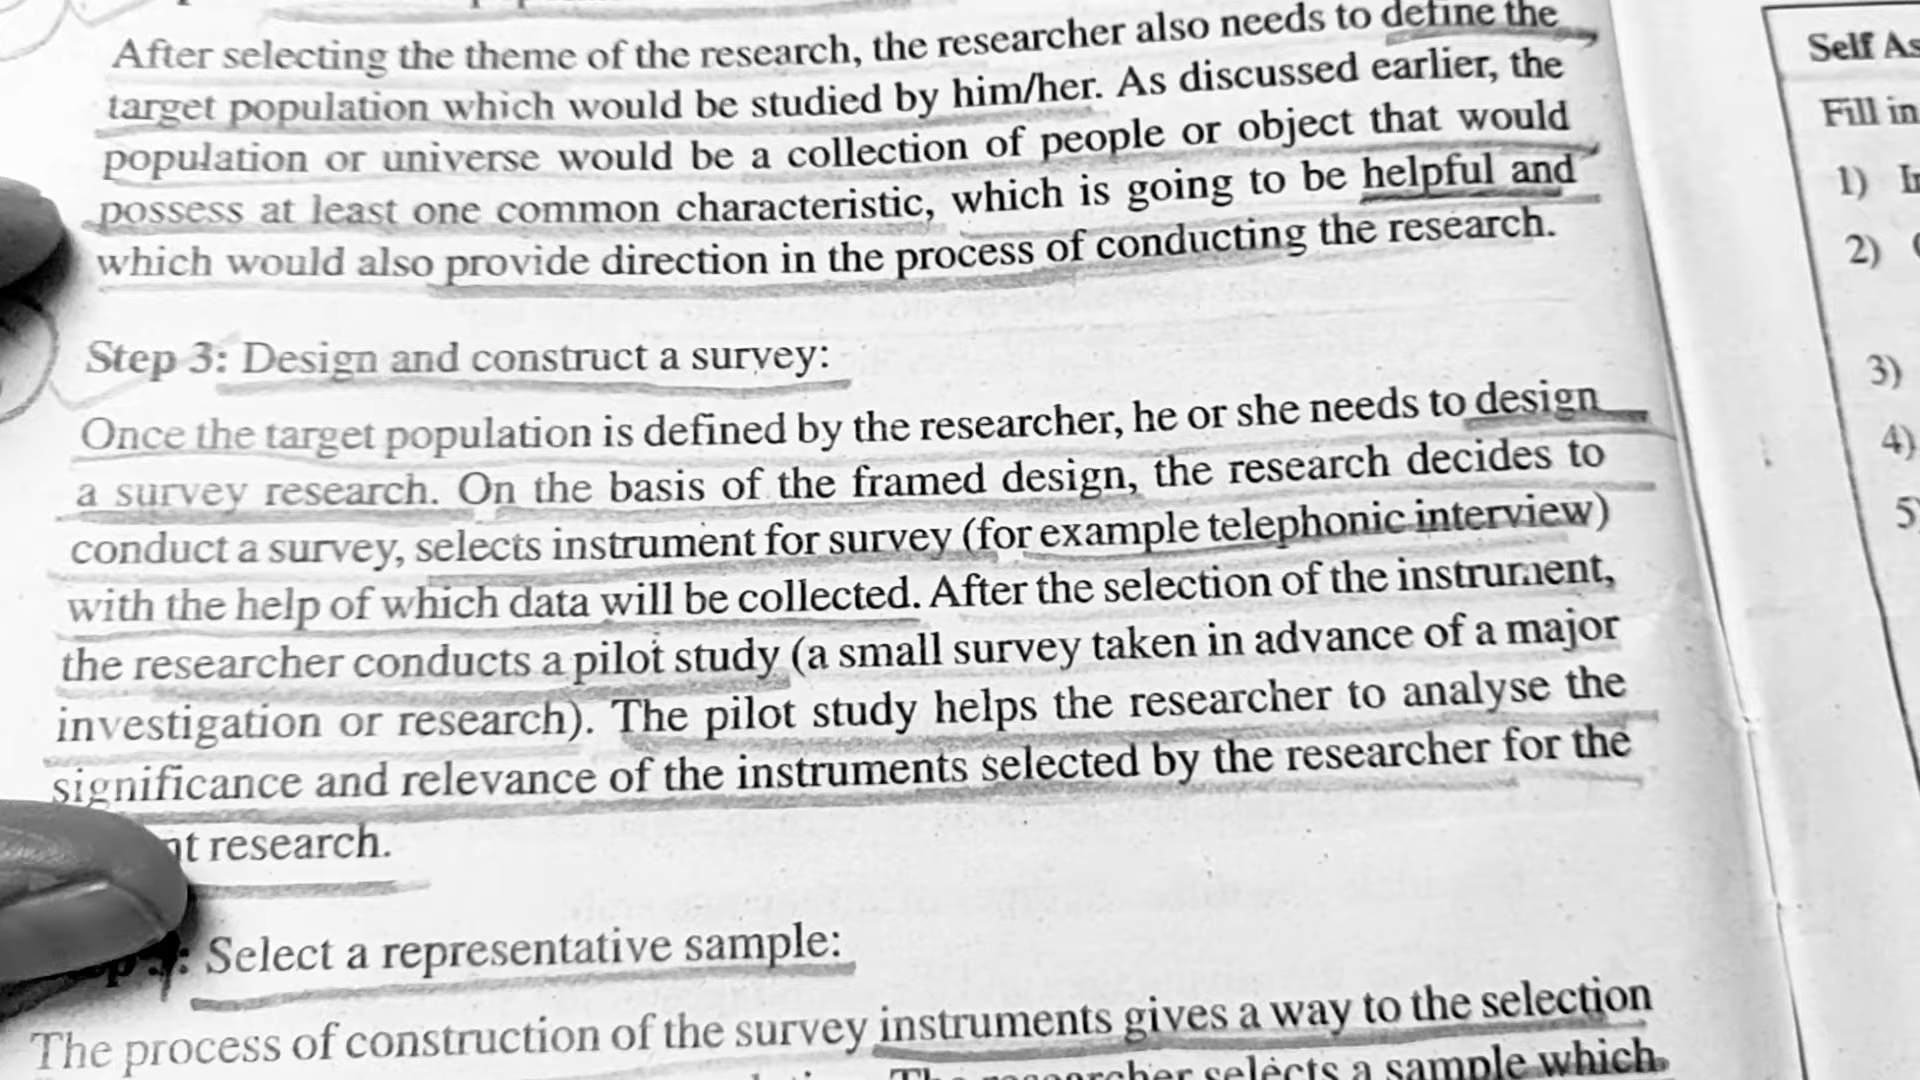 After selecting the theme of the research, the researcher also needs to define the
target population which would be studied by him/her. As discussed earlier, the
population or universe would be a collection of people or object that would
possess at least one common characteristic, which is going to be helpful and
which would also provide direction in the process of conducting the research.
Step 3: Design and construct a survey:
Once the target population is defined by the researcher, he or she needs to design
a survey research. On the basis of the framed design, the research decides to
conduct a survey, selects instrument for survey (for example telephonic interview)
with the help of which data will be collected. After the selection of the instrument,
the researcher conducts a pilot study (a small survey taken in advance of a major
investigation or research). The pilot study helps the researcher to analyse the
significance and relevance of the instruments selected by the researcher for the
research.
Select a representative sample:
The process of construction of the survey instruments gives a way to the selection
researcher selects a sample which
Self
Fill in
1)
2)
3)
4)
5)